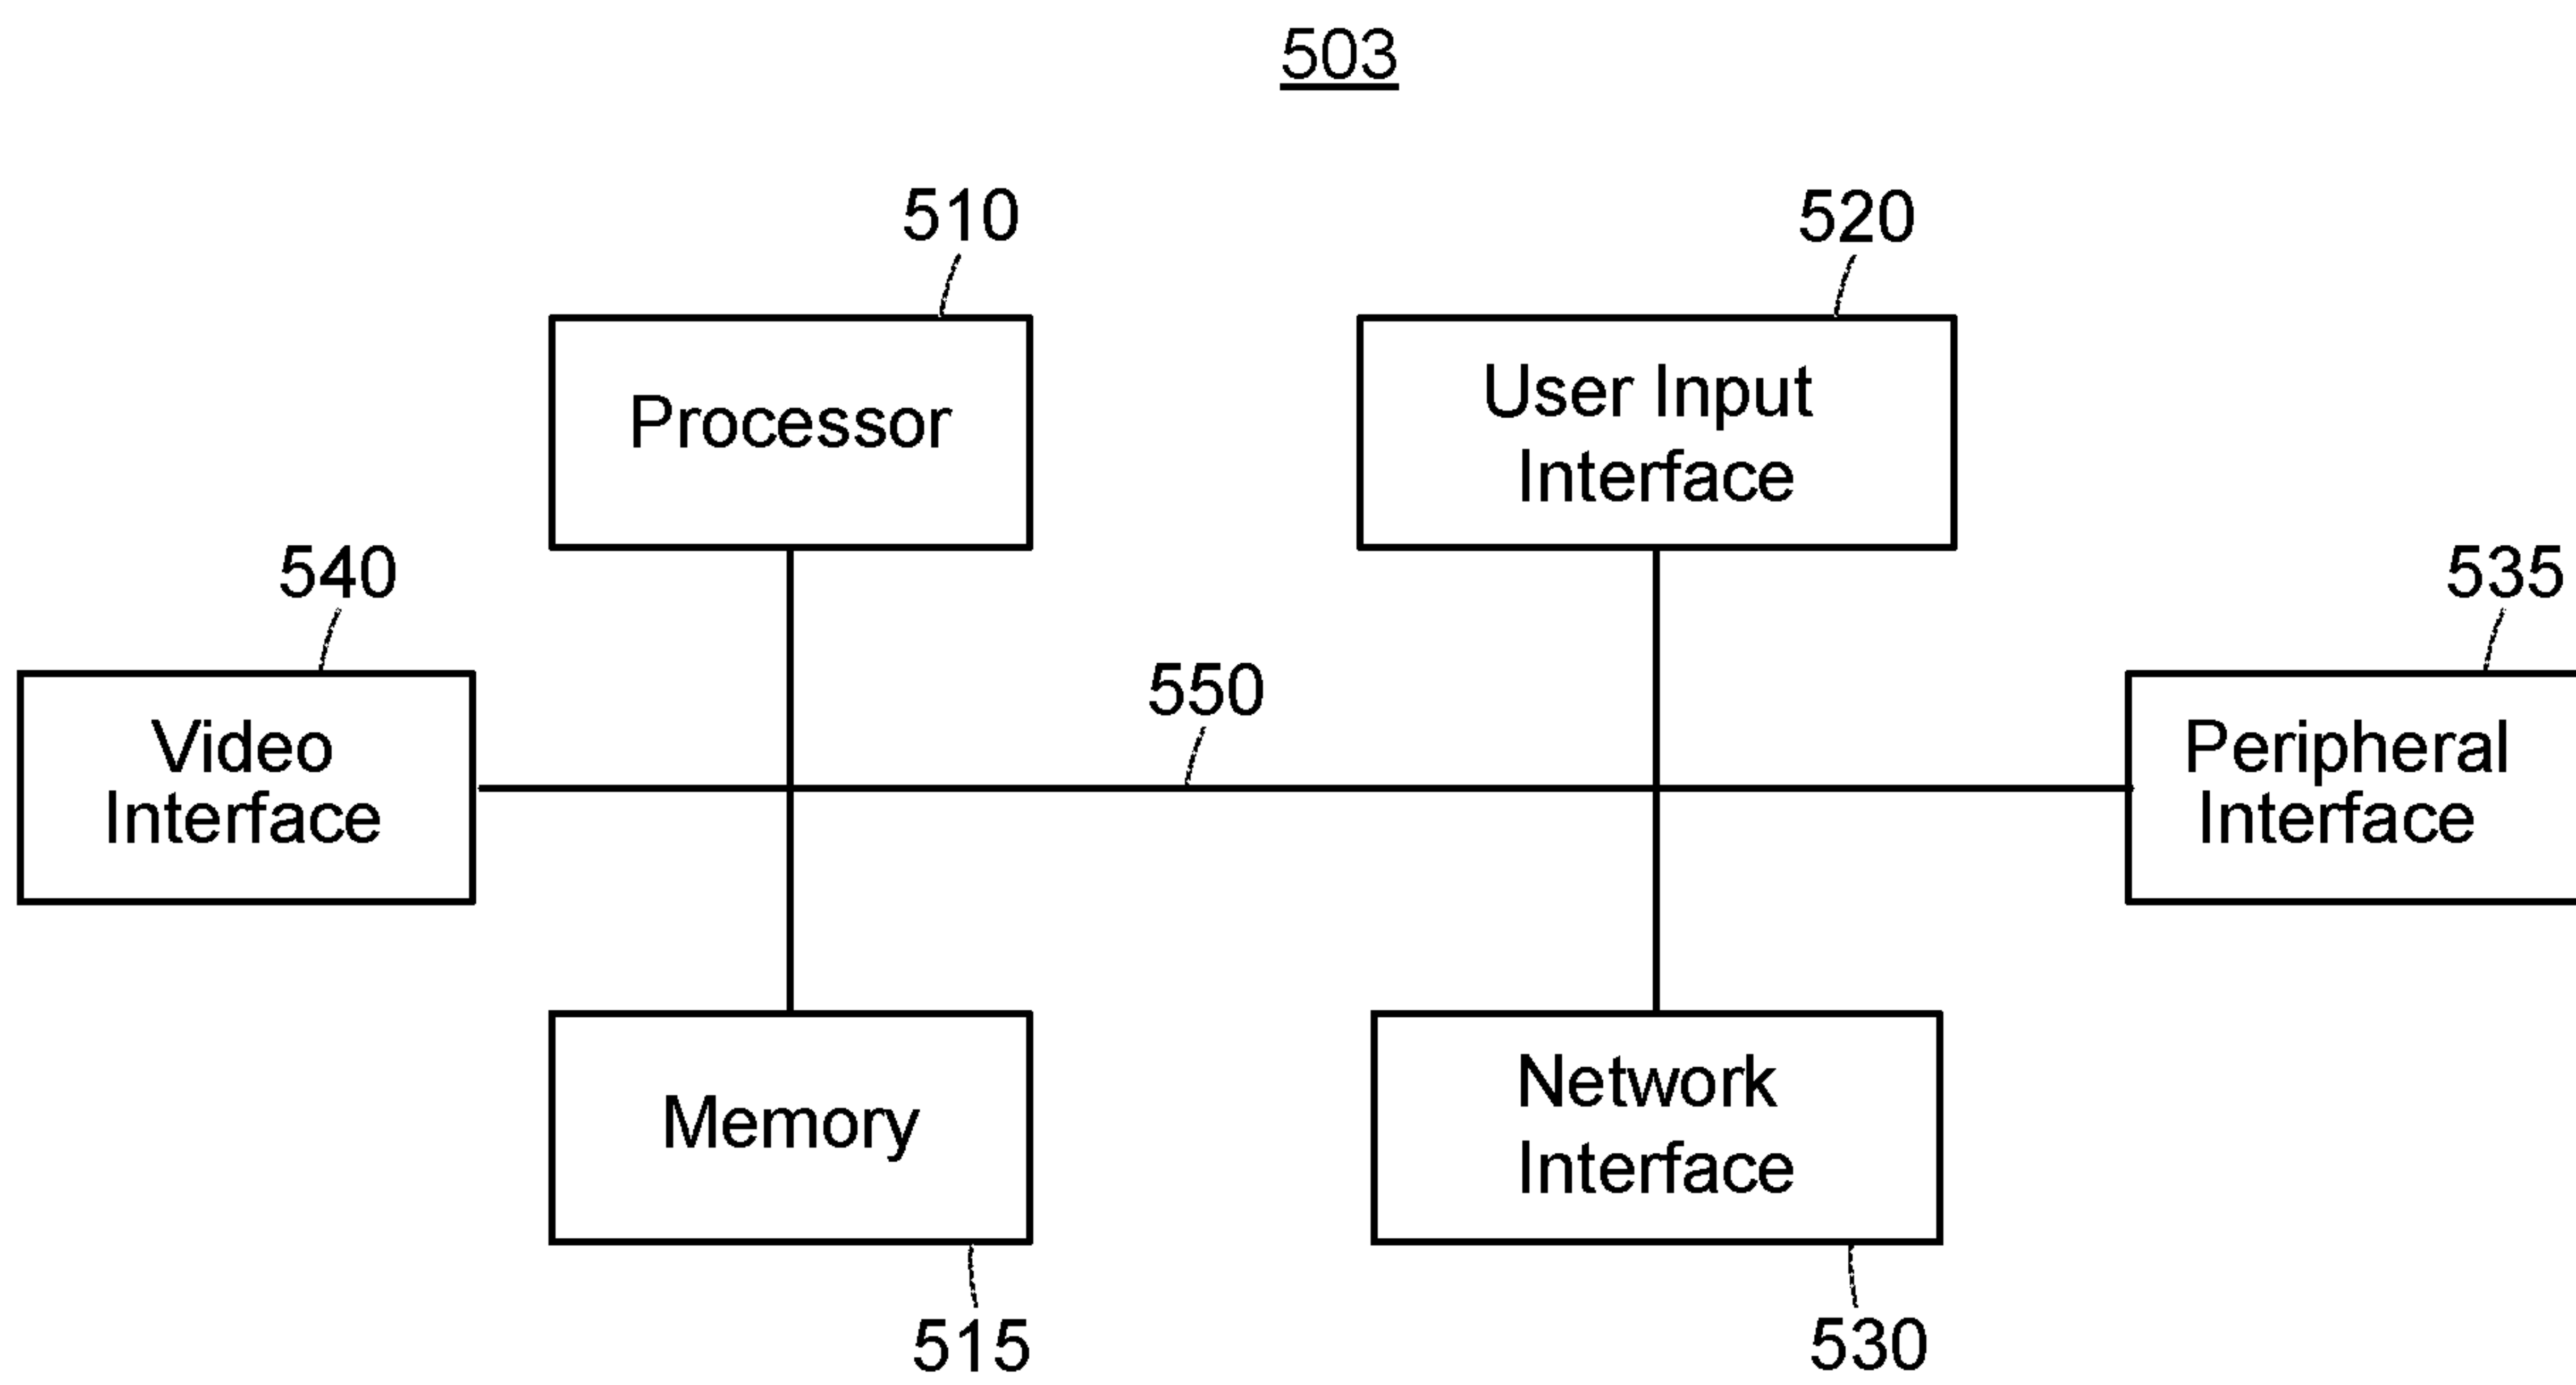 503
510
520
Processor
User Input
Interface
540
535
550
Video
Interface
Peripheral
Interface
Memory
Network
Interface
515
530